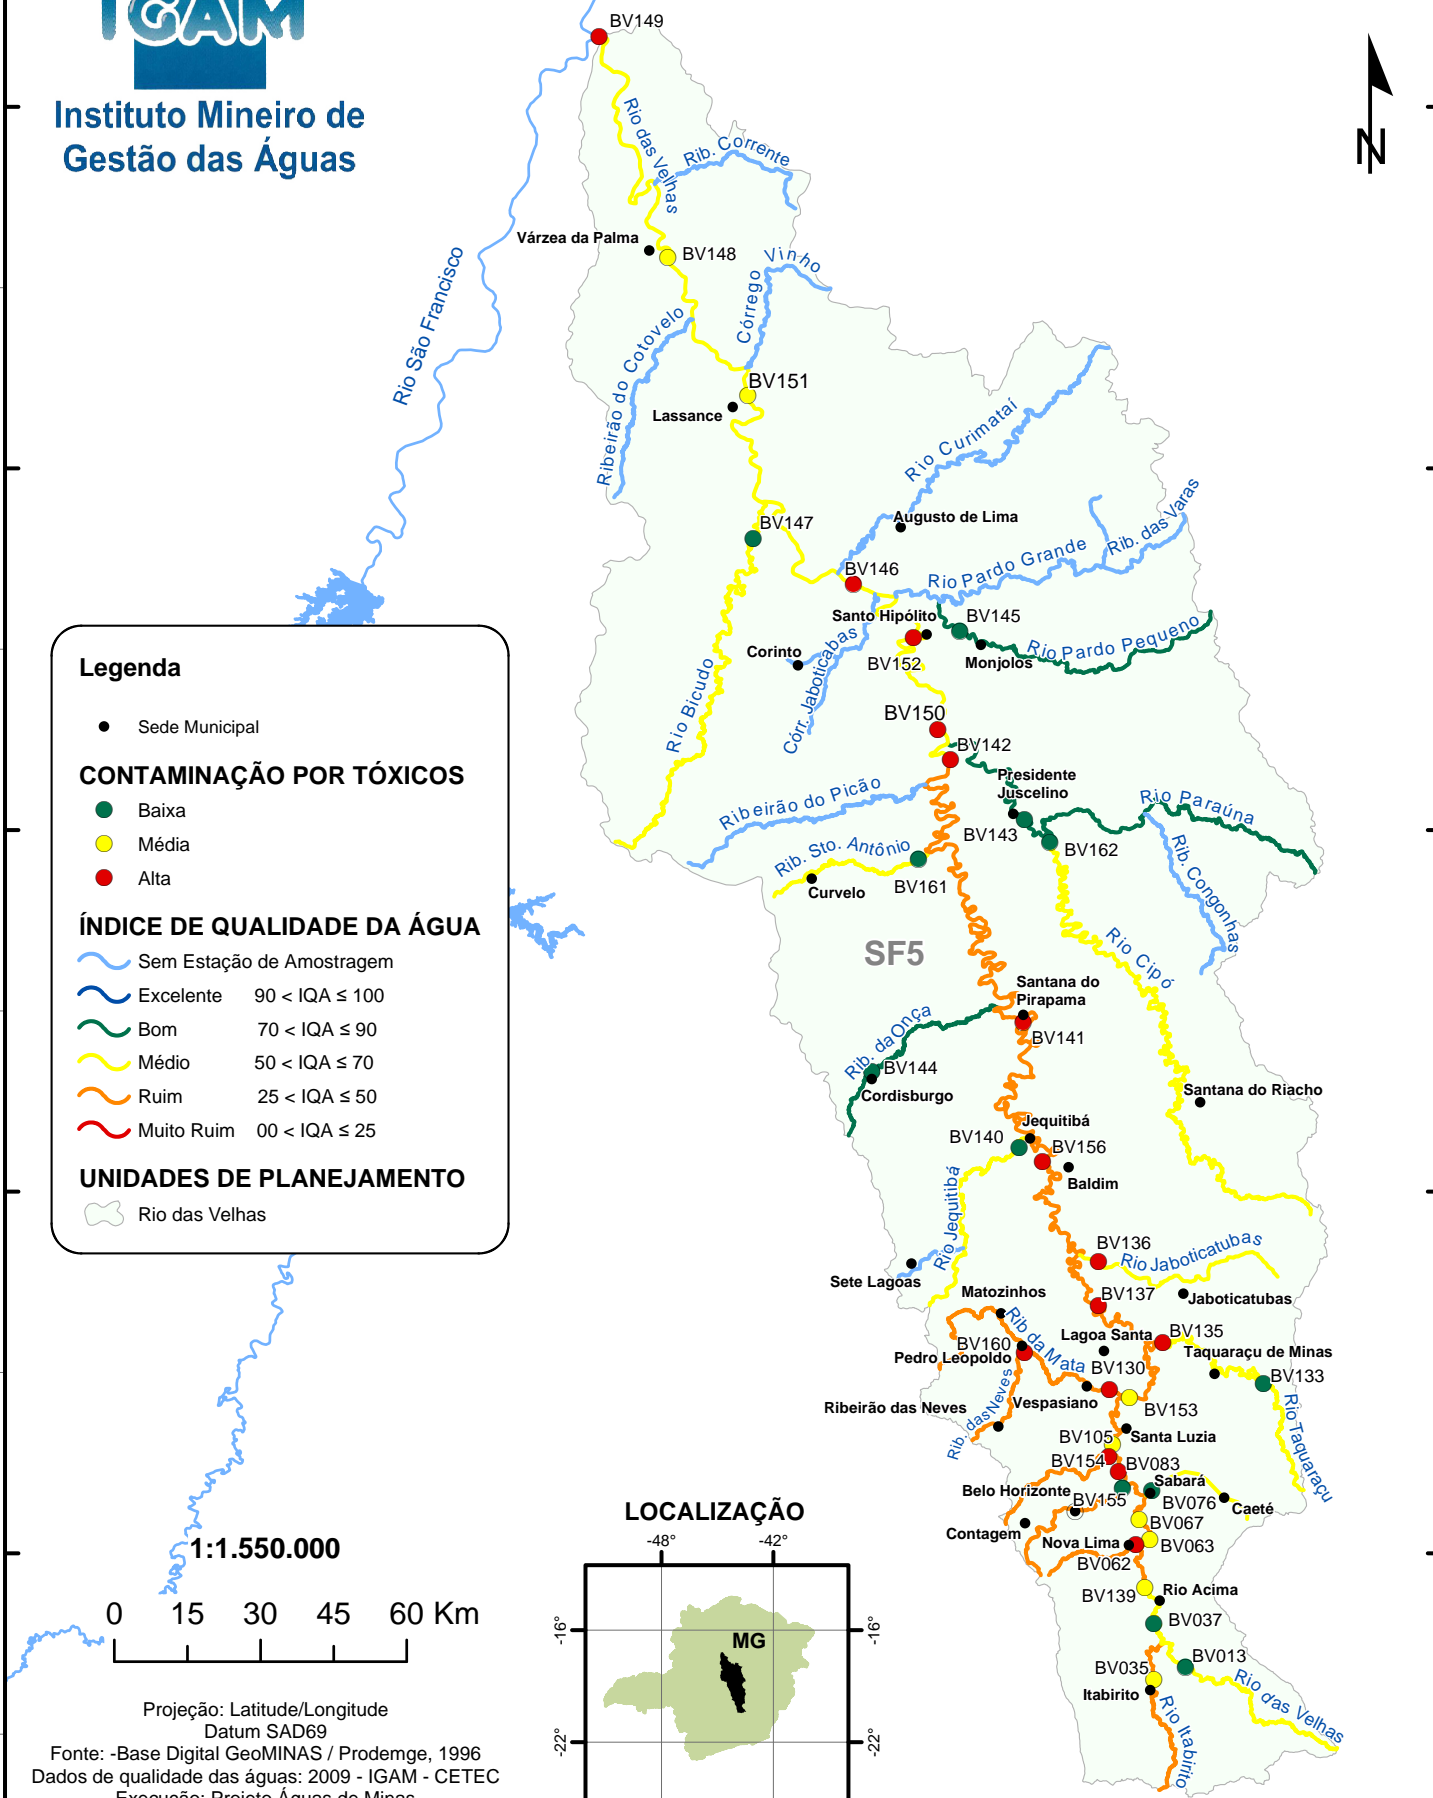 IGAM
Instituto Mineiro de
Gestão das Águas
BV149
N
Rio das Velhas
Rib. Corrente
Várzea da Palma
BV148
Córrego Vinho
Rio São Francisco
Ribeirão do Cotovelo
BV151
Lassance
Rio Curimataí
Augusto de Lima
Rib. das Varas
BV147
Rio Pardo Grande
BV146
Santo Hipólito
BV145
Rio Pardo Pequeno
Corinto
Monjolos
BV152
Córr. Jaboticabas
Rio Bicudo
BV150
BV142
Presidente
Juscelino
Rio Paraúna
Ribeirão do Picão
BV143
BV162
Rib. Sto. Antônio
Rib. Congonhas
BV161
Curvelo
SF5
Rio Cipó
Santana do
Pirapama
Rib. da Onça
BV141
BV144
Cordisburgo
Santana do Riacho
Jequitibá
BV140
BV156
Baldim
Rio Jequitibá
BV136
Rio Jaboticatubas
Sete Lagoas
Matozinhos
BV137
Jaboticatubas
Rib da Mata
Lagoa Santa
BV135
BV160
Taquaraçu de Minas
Pedro Leopoldo
BV130
BV133
Vespasiano
BV153
Ribeirão das Neves
Rib. das Neves
Rio Taquaraçu
BV105
Santa Luzia
BV154
BV083
Sabará
Belo Horizonte
BV155
BV076
Caeté
Contagem
BV067
Nova Lima
BV063
BV062
BV139
Rio Acima
BV037
BV013
BV035
Itabirito
Rio das Velhas
Rio Itabirito
Legenda
Sede Municipal
CONTAMINAÇÃO POR TÓXICOS
Baixa
Média
Alta
ÍNDICE DE QUALIDADE DA ÁGUA
Sem Estação de Amostragem
Excelente 90 < IQA ≤ 100
Bom 70 < IQA ≤ 90
Médio 50 < IQA ≤ 70
Ruim 25 < IQA ≤ 50
Muito Ruim 00 < IQA ≤ 25
UNIDADES DE PLANEJAMENTO
Rio das Velhas
1:1.550.000
0 15 30 45 60 Km
LOCALIZAÇÃO
-48° -42°
-16° -16°
MG
-22° -22°
Projeção: Latitude/Longitude
Datum SAD69
Fonte: -Base Digital GeoMINAS / Prodemge, 1996
Dados de qualidade das águas: 2009 - IGAM - CETEC
Execução: Projeto Águas de Minas